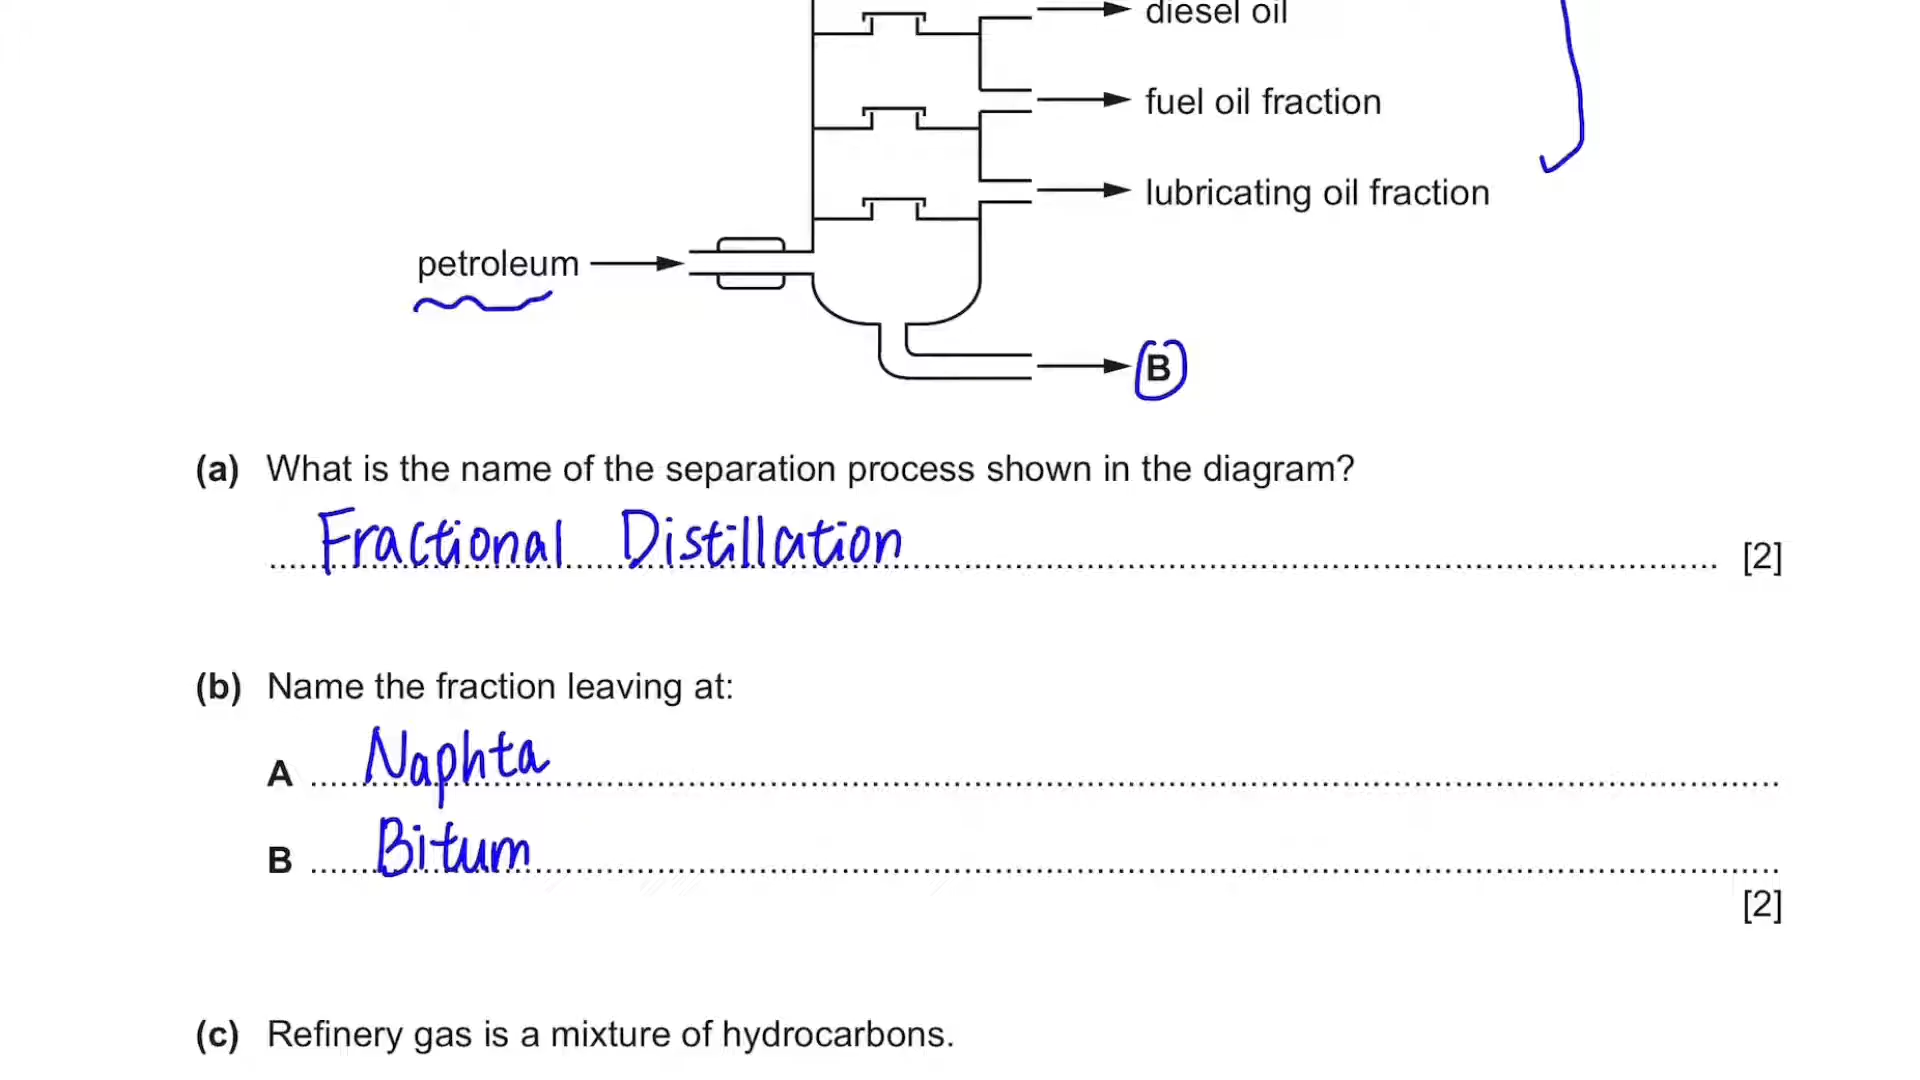 diesel oil
fuel oil fraction
lubricating oil fraction
petroleum
B
(a) What is the name of the separation process shown in the diagram?
Fractional Distillation [2]
(b) Name the fraction leaving at:
A Naphta
B Bitum
[2]
(c) Refinery gas is a mixture of hydrocarbons.